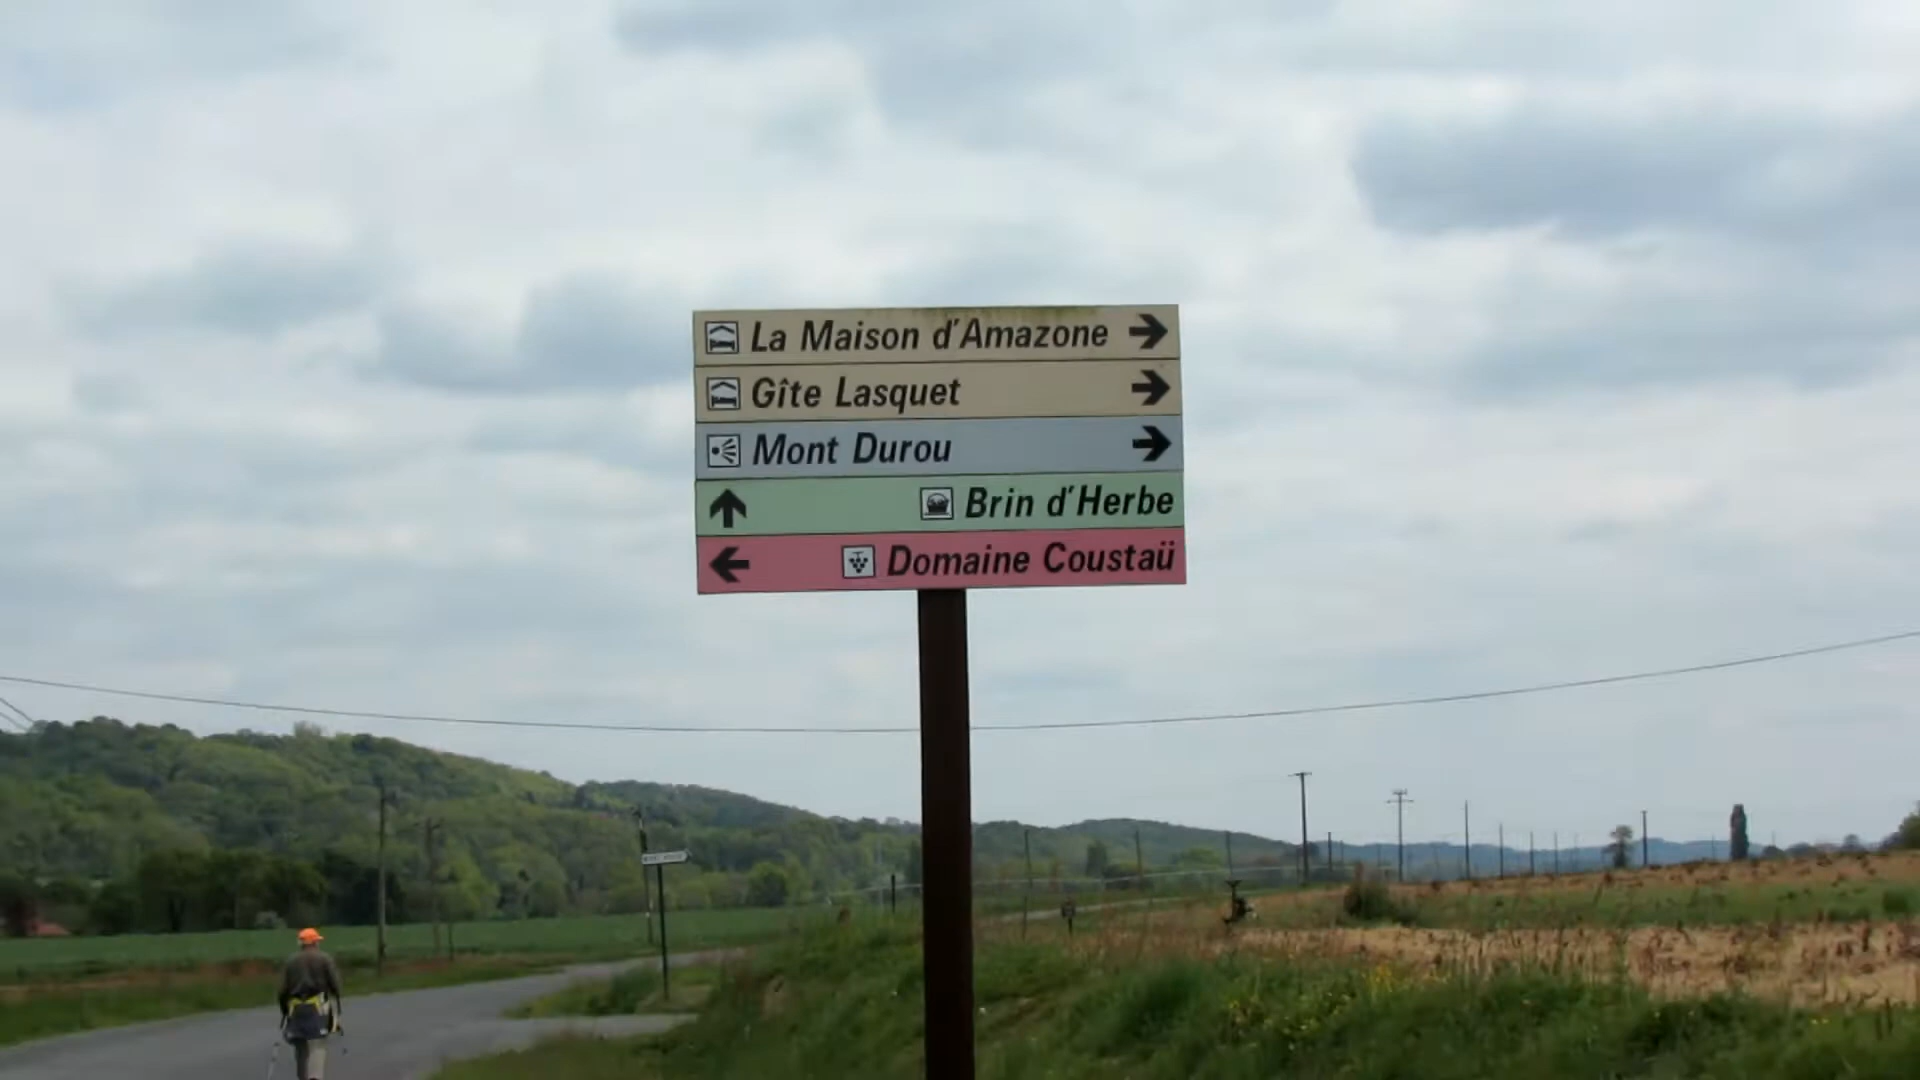 La Maison d'Amazone
Gîte Lasquet
Mont Durou
Brin d'Herbe
Domaine Coustaü